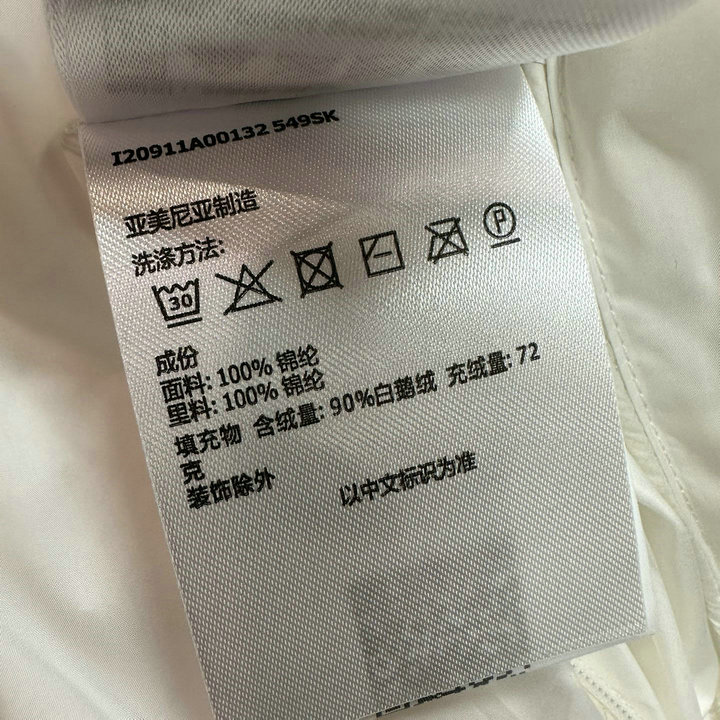 I20911A00132 549SK
亚美尼亚制造
洗涤方法:
30
P
成份
面料: 100% 锦纶
里料: 100% 锦纶
填充物 含绒量: 90%白鹅绒 充绒量: 72
克
装饰除外
以中文标识为准